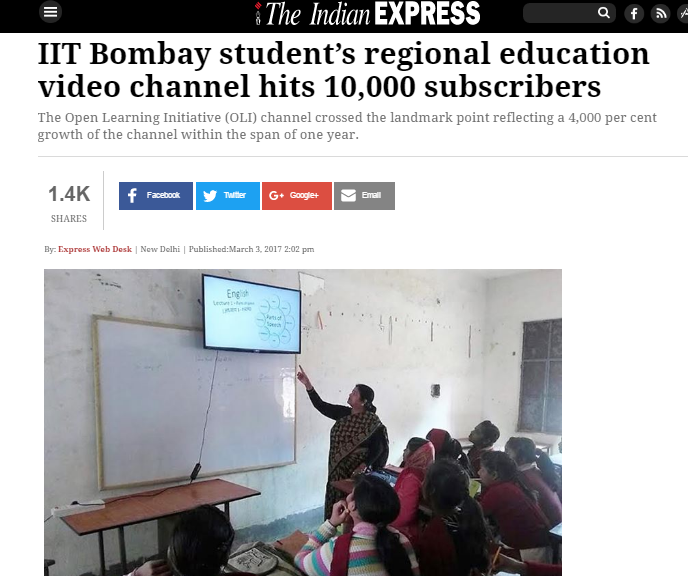 The Indian EXPRESS
IIT Bombay student’s regional education
video channel hits 10,000 subscribers
The Open Learning Initiative (OLI) channel crossed the landmark point reflecting a 4,000 per cent
growth of the channel within the span of one year.
1.4K
SHARES
Facebook
Twitter
Google+
Email
By: Express Web Desk | New Delhi | Published:March 3, 2017 2:02 pm
English
Parts of
Speech